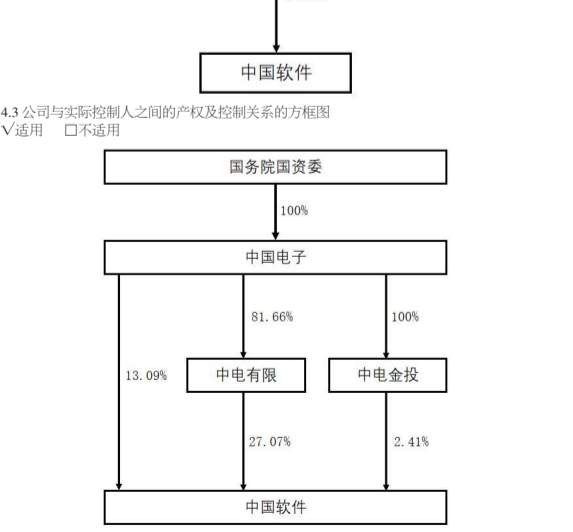 中国软件
4.3 公司与实际控制人之间的产权及控制关系的方框图
√适用 □不适用
国务院国资委
100%
中国电子
81.66%
100%
13.09%
中电有限
中电金投
27.07%
2.41%
中国软件